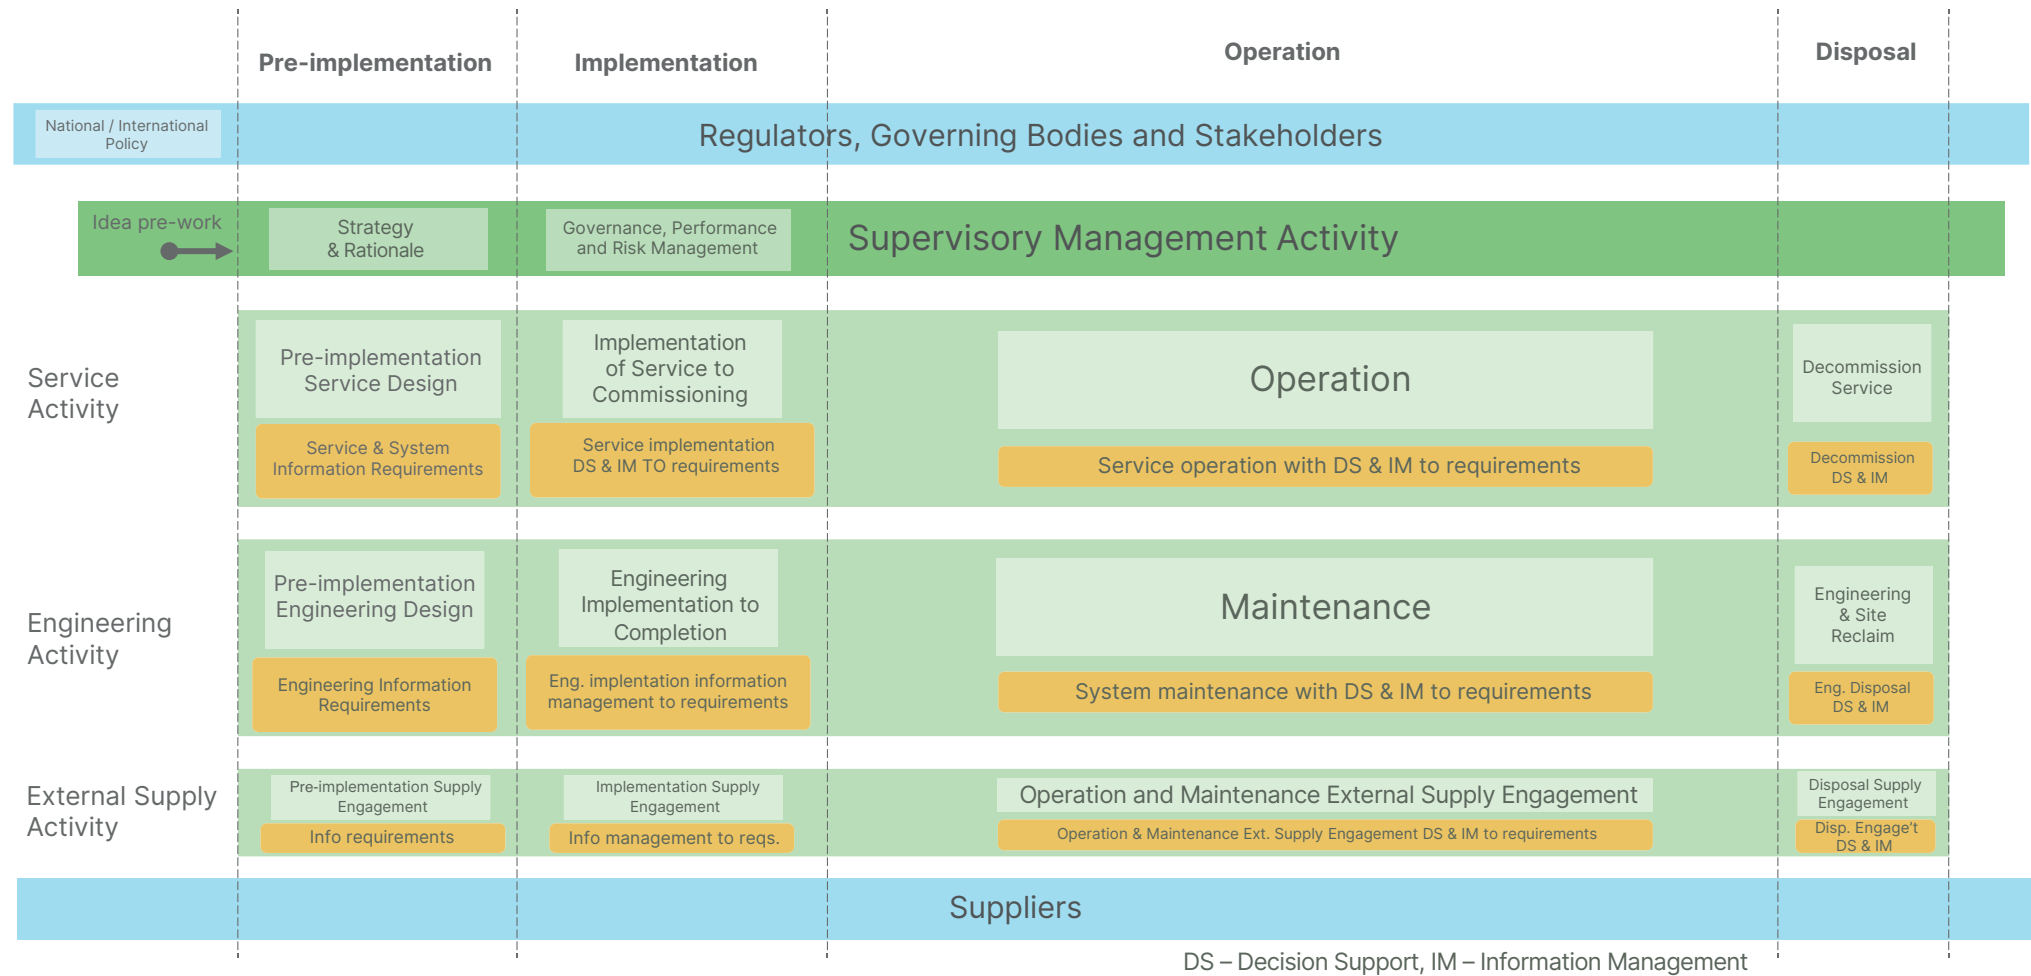 Pre-implementation
Implementation
Operation
Disposal
National / International
Policy
Regulators, Governing Bodies and Stakeholders
Idea pre-work
Strategy
& Rationale
Governance, Performance
and Risk Management
Supervisory Management Activity
Service
Activity
Pre-implementation
Service Design
Implementation
of Service to
Commissioning
Operation
Decommission
Service
Service & System
Information Requirements
Service implementation
DS & IM TO requirements
Service operation with DS & IM to requirements
Decommission
DS & IM
Engineering
Activity
Pre-implementation
Engineering Design
Engineering
Implementation to
Completion
Maintenance
Engineering
& Site
Reclaim
Engineering Information
Requirements
Eng. implentation information
management to requirements
System maintenance with DS & IM to requirements
Eng. Disposal
DS & IM
External Supply
Activity
Pre-implementation Supply
Engagement
Implementation Supply
Engagement
Operation and Maintenance External Supply Engagement
Disposal Supply
Engagement
Info requirements
Info management to reqs.
Operation & Maintenance Ext. Supply Engagement DS & IM to requirements
Disp. Engage't
DS & IM
Suppliers
DS – Decision Support, IM – Information Management